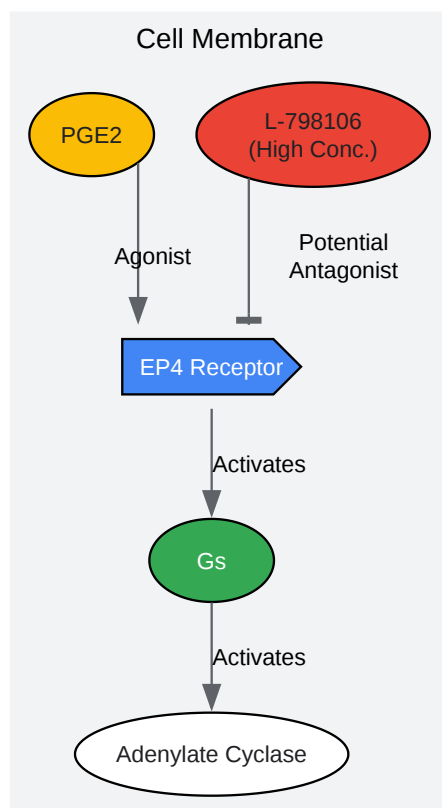 Cell Membrane
PGE2
L-798106
(High Conc.)
Agonist
Potential
Antagonist
EP4 Receptor
Activates
Gs
Activates
Adenylate Cyclase